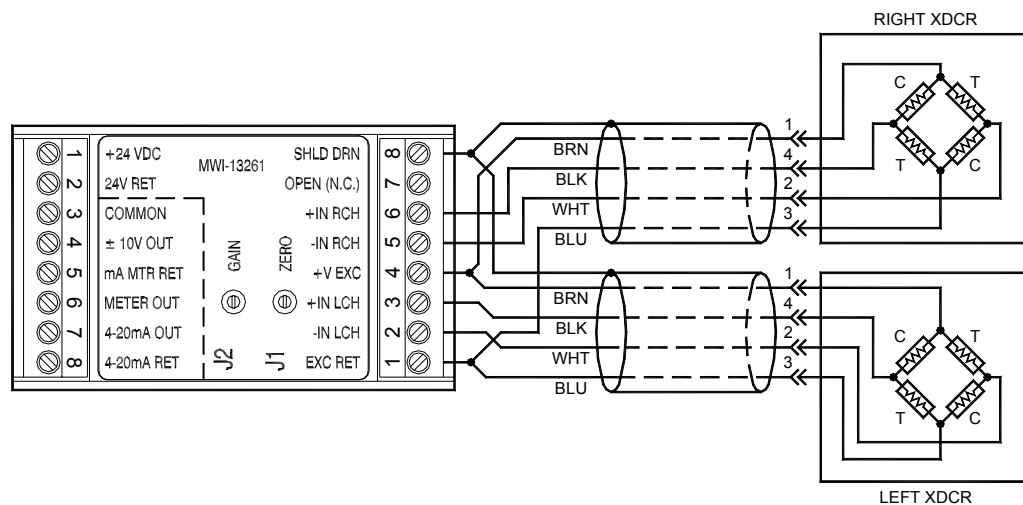 RIGHT XDCR
C T
T C
1
4
2
3
BRN
BLK
WHT
BLU
1 +24 VDC MWI-13261 SHLD DRN 8
2 24V RET OPEN (N.C.) 7
3 COMMON +IN RCH 6
4 ± 10V OUT GAIN ZERO -IN RCH 5
5 mA MTR RET +V EXC 4
6 METER OUT +IN LCH 3
7 4-20mA OUT -IN LCH 2
8 4-20mA RET J2 J1 EXC RET 1
1
4
2
3
BRN
BLK
WHT
BLU
C T
T C
LEFT XDCR